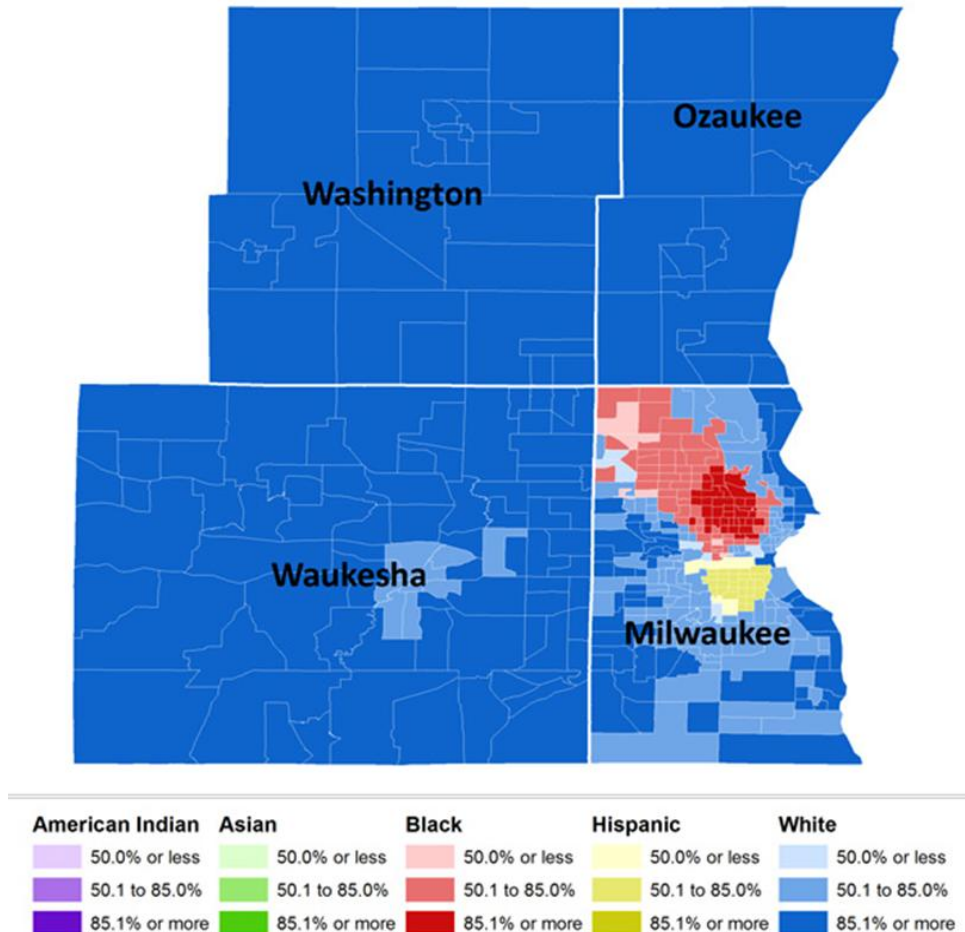 Ozaukee
Washington
Waukesha
Milwaukee
American Indian Asian Black Hispanic White
50.0% or less 50.0% or less 50.0% or less 50.0% or less 50.0% or less
50.1 to 85.0% 50.1 to 85.0% 50.1 to 85.0% 50.1 to 85.0% 50.1 to 85.0%
85.1% or more 85.1% or more 85.1% or more 85.1% or more 85.1% or more